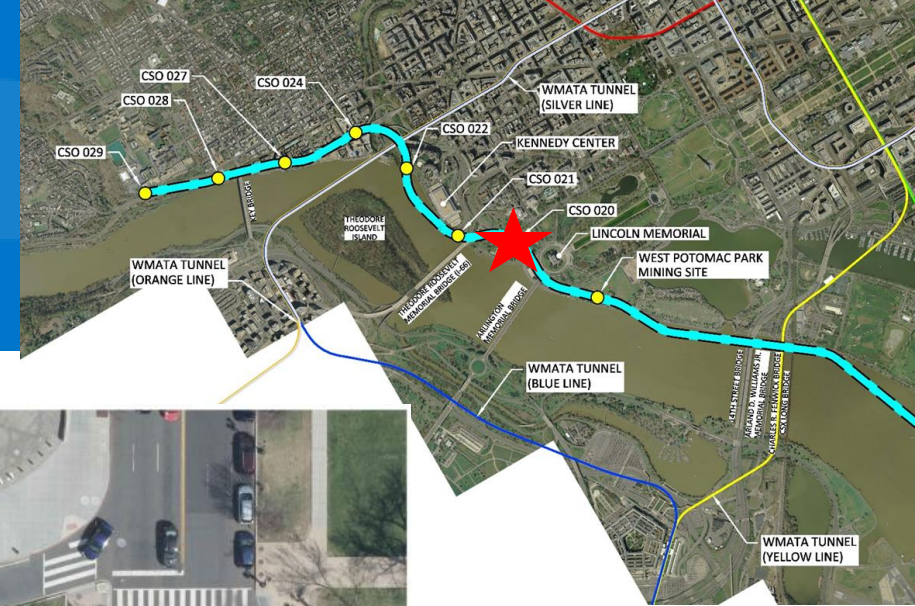 CSO 027
CSO 024
CSO 028
WMATA TUNNEL
(SILVER LINE)
CSO 022
KENNEDY CENTER
CSO 029
CSO 021
KEY BRIDGE
CSO 020
THEODORE
ROOSEVELT
ISLAND
LINCOLN MEMORIAL
WEST POTOMAC PARK
MINING SITE
WMATA TUNNEL
(ORANGE LINE)
THEODORE ROOSEVELT
MEMORIAL BRIDGE (I-66)
ARLINGTON
MEMORIAL BRIDGE
14TH STREET BRIDGE
ARLAND D. WILLIAMS JR.
MEMORIAL BRIDGE
CHARLES R. FENWICK BRIDGE
CSX LONG BRIDGE
WMATA TUNNEL
(BLUE LINE)
WMATA TUNNEL
(YELLOW LINE)